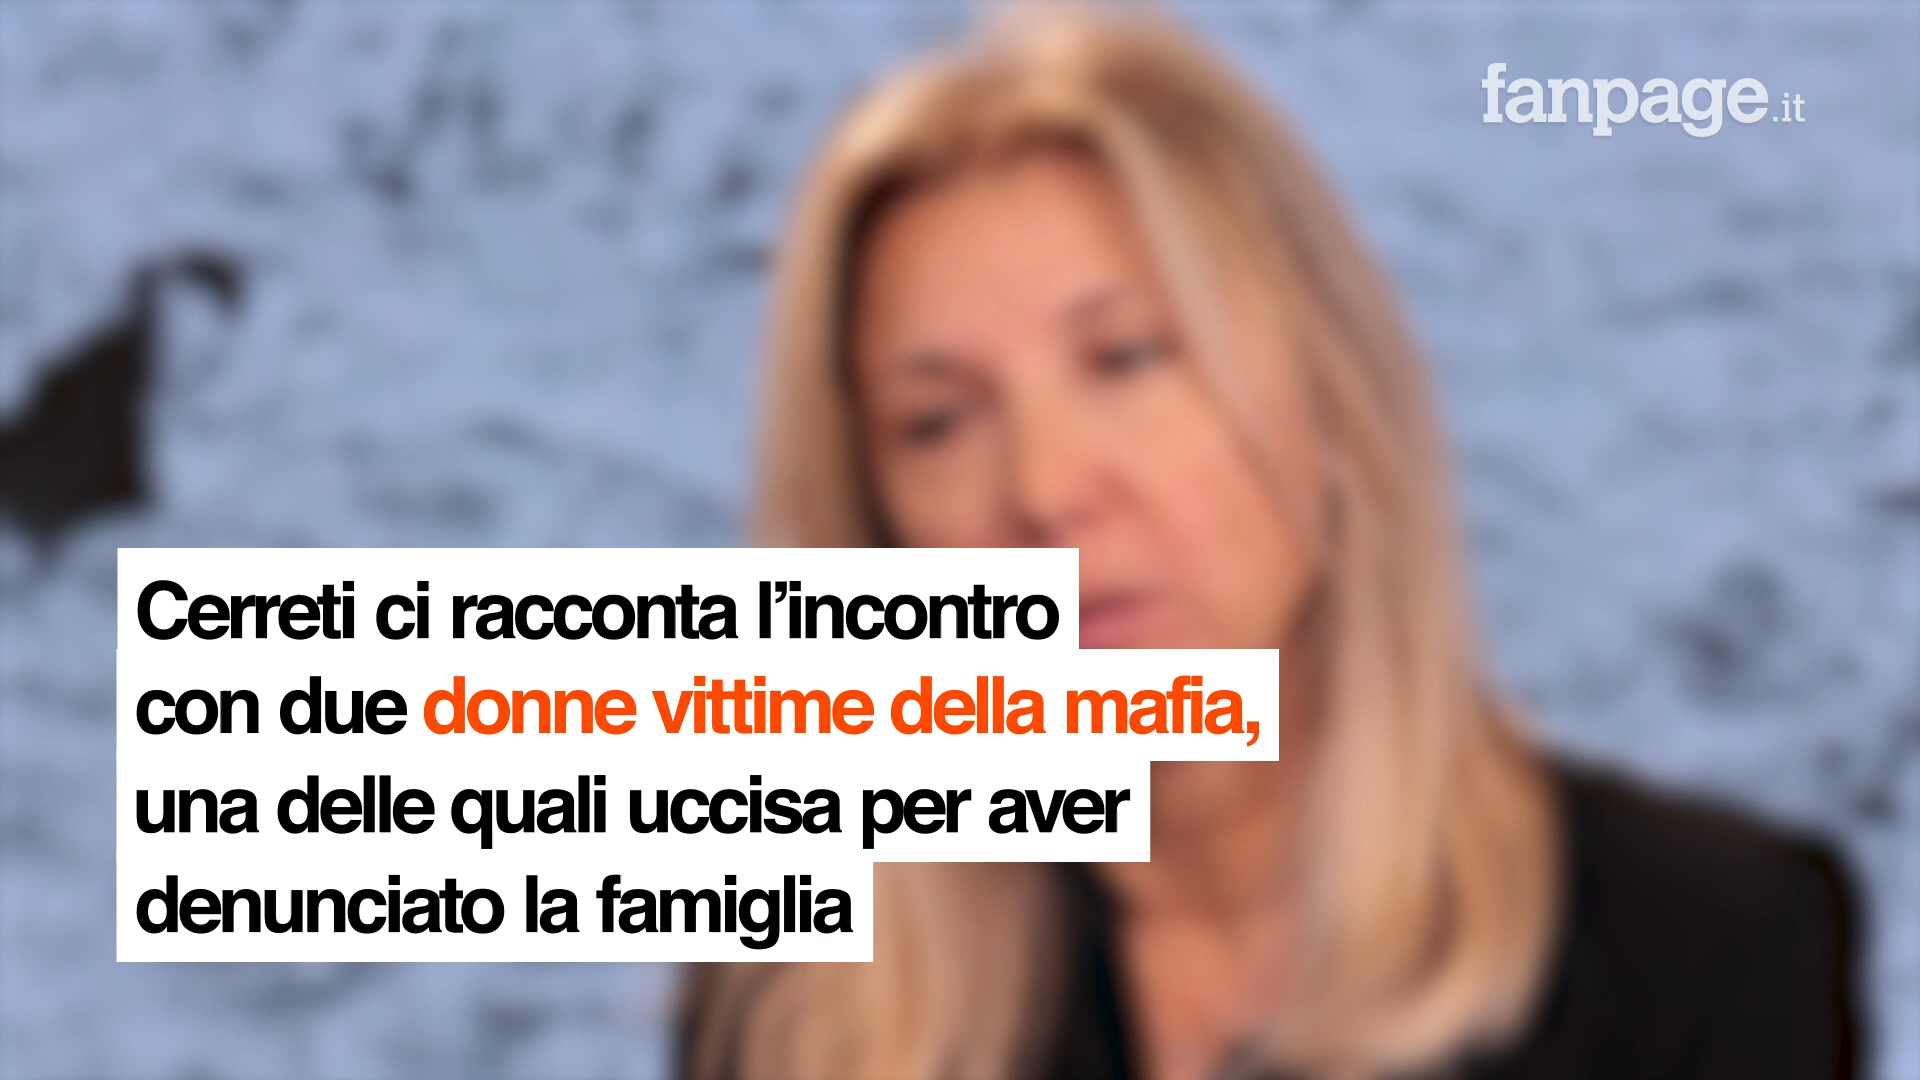 fanpage.it
Cerreti ci racconta l’incontro
con due donne vittime della mafia,
una delle quali uccisa per aver
denunciato la famiglia